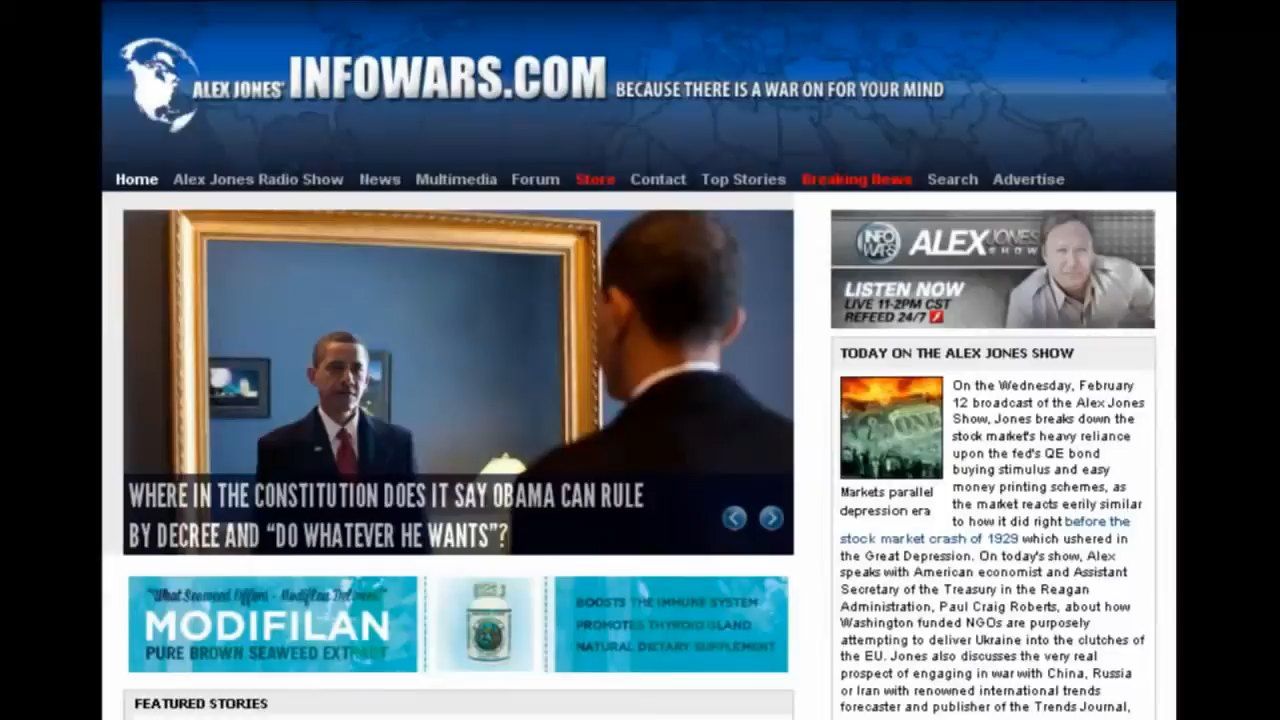 ALEX JONES' INFOWARS.COM BECAUSE THERE IS A WAR ON FOR YOUR MIND
Home Alex Jones Radio Show News Multimedia Forum Store Contact Top Stories Breaking News Search Advertise
WHERE IN THE CONSTITUTION DOES IT SAY OBAMA CAN RULE
BY DECREE AND "DO WHATEVER HE WANTS"?
"What Seaweed Offers - Modifilan Delivers"
MODIFILAN
PURE BROWN SEAWEED EXTRACT
BOOSTS THE IMMUNE SYSTEM
PROMOTES THYROID GLAND
NATURAL DIETARY SUPPLEMENT
FEATURED STORIES
INFO
WARS
ALEX JONES
SHOW
LISTEN NOW
LIVE 11-2PM CST
REFEED 24/7
TODAY ON THE ALEX JONES SHOW
On the Wednesday, February
12 broadcast of the Alex Jones
Show, Jones breaks down the
stock market's heavy reliance
upon the fed's QE bond
buying stimulus and easy
money printing schemes, as
the market reacts eerily similar
to how it did right before the
Markets parallel
depression era
stock market crash of 1929 which ushered in
the Great Depression. On today's show, Alex
speaks with American economist and Assistant
Secretary of the Treasury in the Reagan
Administration, Paul Craig Roberts, about how
Washington funded NGOs are purposely
attempting to deliver Ukraine into the clutches of
the EU. Jones also discusses the very real
prospect of engaging in war with China, Russia
or Iran with renowned international trends
forecaster and publisher of the Trends Journal,